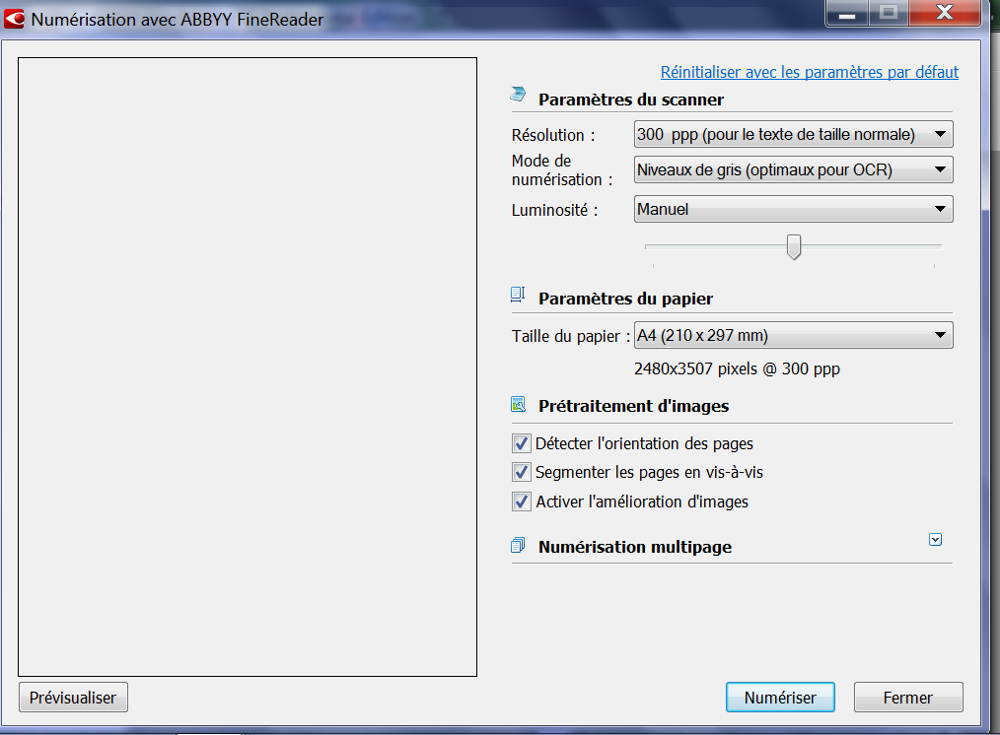 Numérisation avec ABBYY FineReader
Réinitialiser avec les paramètres par défaut
Paramètres du scanner
Résolution : 300 ppp (pour le texte de taille normale)
Mode de
numérisation : Niveaux de gris (optimaux pour OCR)
Luminosité : Manuel
Paramètres du papier
Taille du papier : A4 (210 x 297 mm)
2480x3507 pixels @ 300 ppp
Prétraitement d'images
Détecter l'orientation des pages
Segmenter les pages en vis-à-vis
Activer l'amélioration d'images
Numérisation multipage
Prévisualiser
Numériser
Fermer